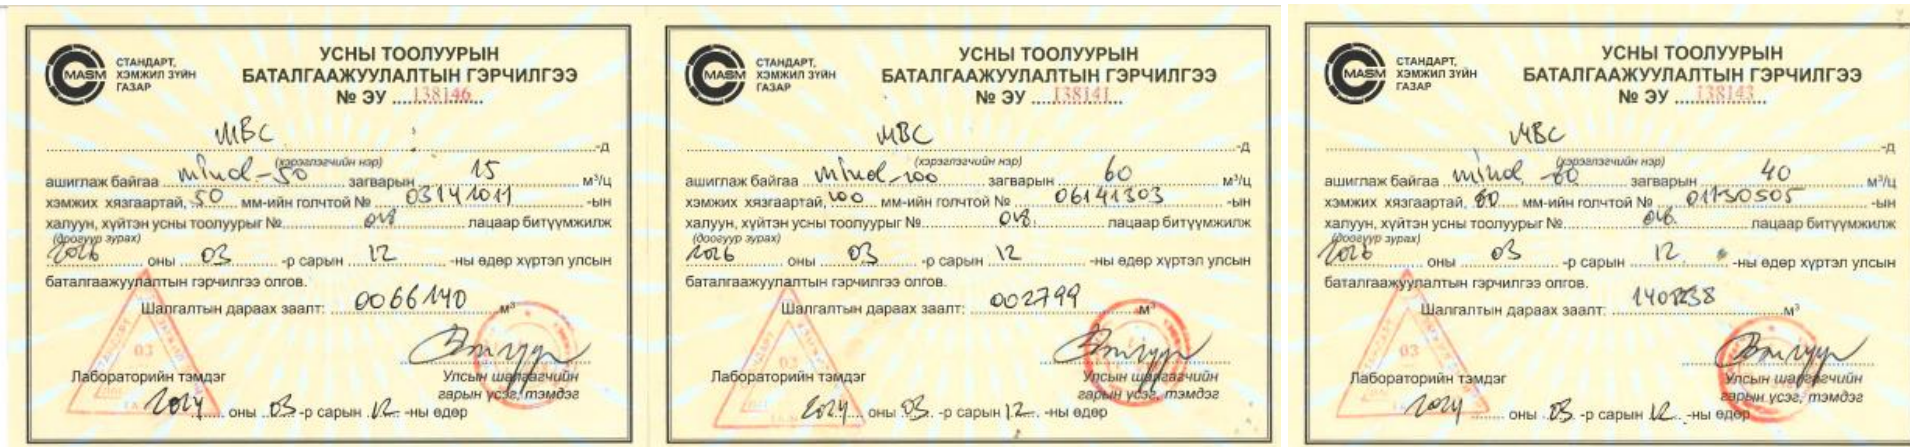 MASM
СТАНДАРТ,
ХЭМЖИЛ ЗҮЙН
ГАЗАР
УСНЫ ТООЛУУРЫН
БАТАЛГААЖУУЛАЛТЫН ГЭРЧИЛГЭЭ
№ ЭУ ....138146....
МВС
-д
(хэрэглэгчийн нэр)
ашиглаж байгаа minol-50 загварын 15 м³/ц
хэмжих хязгаартай, 50 мм-ийн голчтой № 03141011 -ын
халуун, хүйтэн усны тоолуурыг № лацаар битүүмжилж
(доогуур зурах)
2026 оны 03 -р сарын 12 -ны өдөр хүртэл улсын
баталгаажуулалтын гэрчилгээ олгов.
Шалгалтын дараах заалт: 0066140 м³
03
Лабораторийн тэмдэг
Улсын шалгагчийн
гарын үсэг, тэмдэг
2024 оны 03 -р сарын 12 -ны өдөр
MASM
СТАНДАРТ,
ХЭМЖИЛ ЗҮЙН
ГАЗАР
УСНЫ ТООЛУУРЫН
БАТАЛГААЖУУЛАЛТЫН ГЭРЧИЛГЭЭ
№ ЭУ ....138141....
МВС
-д
(хэрэглэгчийн нэр)
ашиглаж байгаа minol-100 загварын 60 м³/ц
хэмжих хязгаартай, 100 мм-ийн голчтой № 06141303 -ын
халуун, хүйтэн усны тоолуурыг № лацаар битүүмжилж
(доогуур зурах)
2026 оны 03 -р сарын 12 -ны өдөр хүртэл улсын
баталгаажуулалтын гэрчилгээ олгов.
Шалгалтын дараах заалт: 002799 м³
03
Лабораторийн тэмдэг
Улсын шалгагчийн
гарын үсэг, тэмдэг
2024 оны 03 -р сарын 12 -ны өдөр
MASM
СТАНДАРТ,
ХЭМЖИЛ ЗҮЙН
ГАЗАР
УСНЫ ТООЛУУРЫН
БАТАЛГААЖУУЛАЛТЫН ГЭРЧИЛГЭЭ
№ ЭУ ....138143....
МВС
-д
(хэрэглэгчийн нэр)
ашиглаж байгаа minol-80 загварын 40 м³/ц
хэмжих хязгаартай, 80 мм-ийн голчтой № 01130505 -ын
халуун, хүйтэн усны тоолуурыг № лацаар битүүмжилж
(доогуур зурах)
2026 оны 03 -р сарын 12 -ны өдөр хүртэл улсын
баталгаажуулалтын гэрчилгээ олгов.
Шалгалтын дараах заалт: м³
03
Лабораторийн тэмдэг
Улсын шалгагчийн
гарын үсэг, тэмдэг
2024 оны 03 -р сарын 12 -ны өдөр